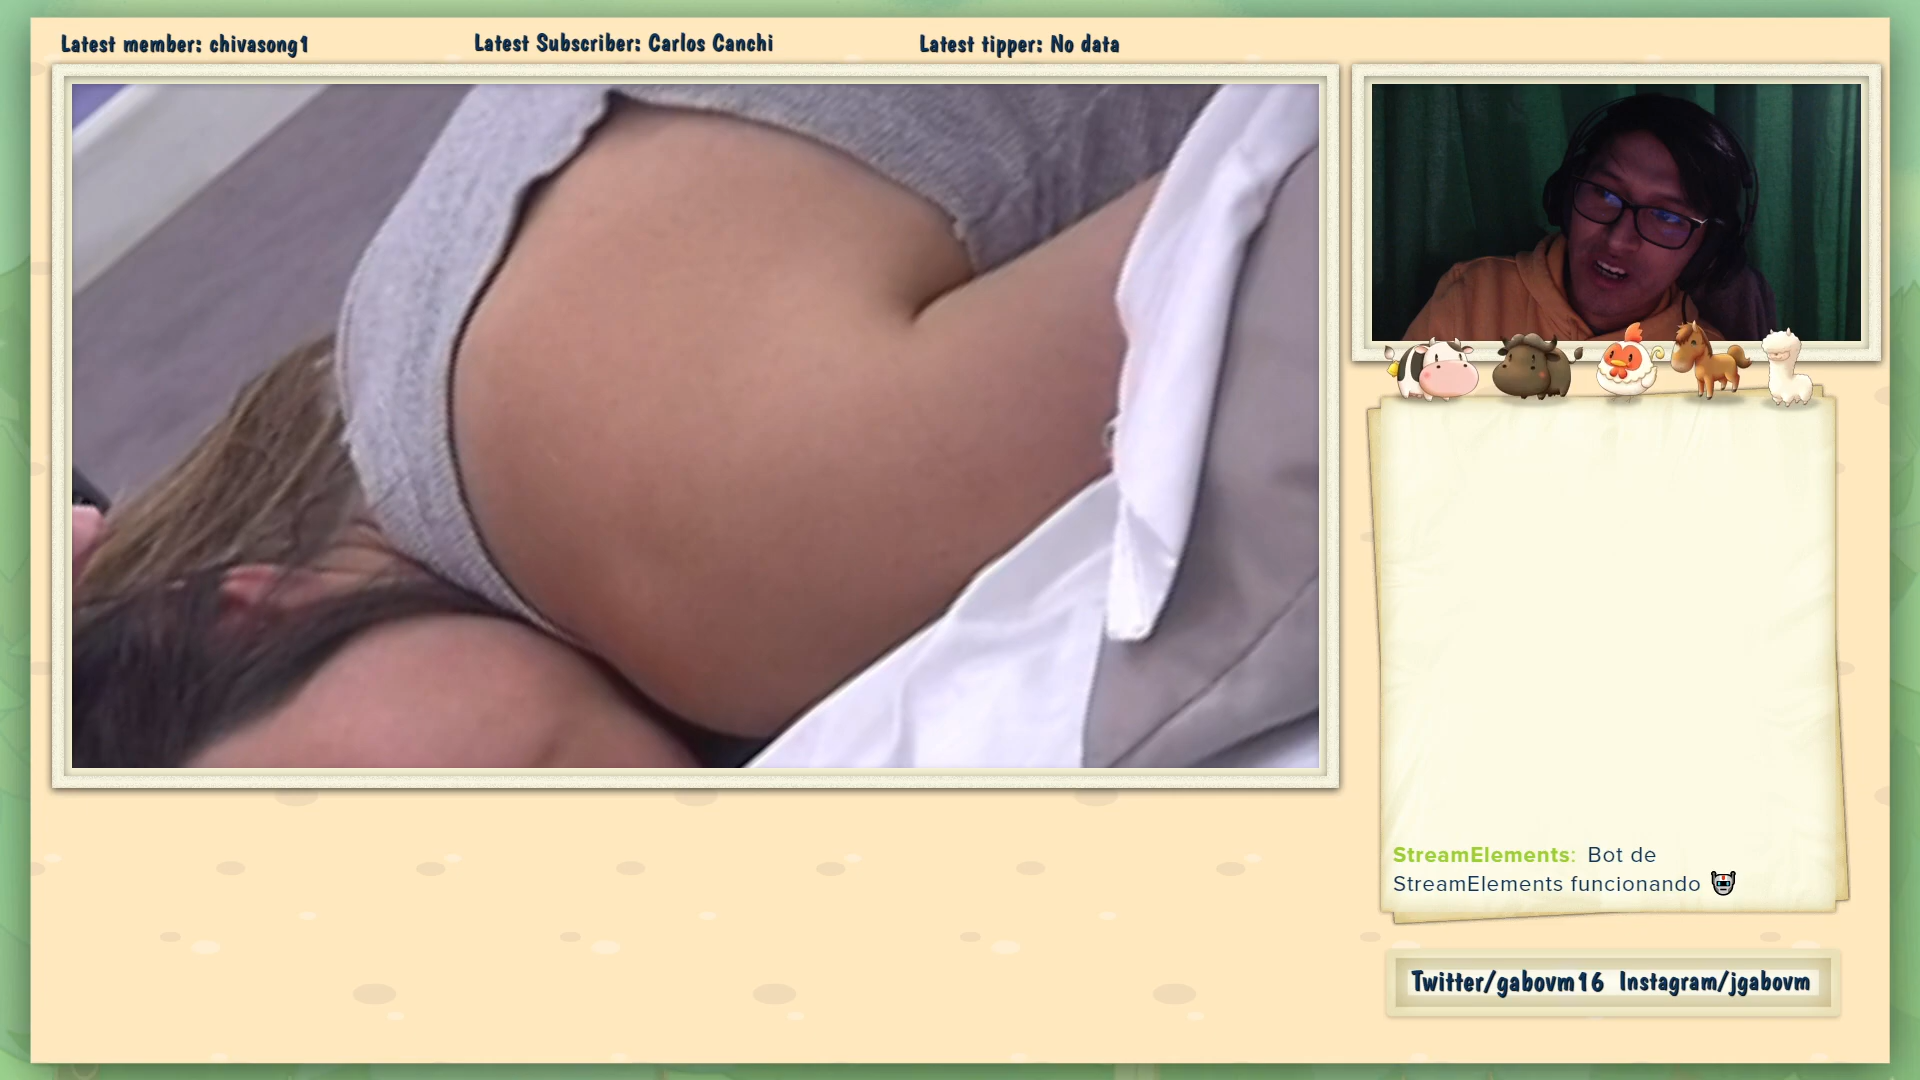 Latest member: chivasong1
Latest Subscriber: Carlos Canchi
Latest tipper: No data
StreamElements: Bot de
StreamElements funcionando
Twitter/gabovm16 Instagram/jgabovm